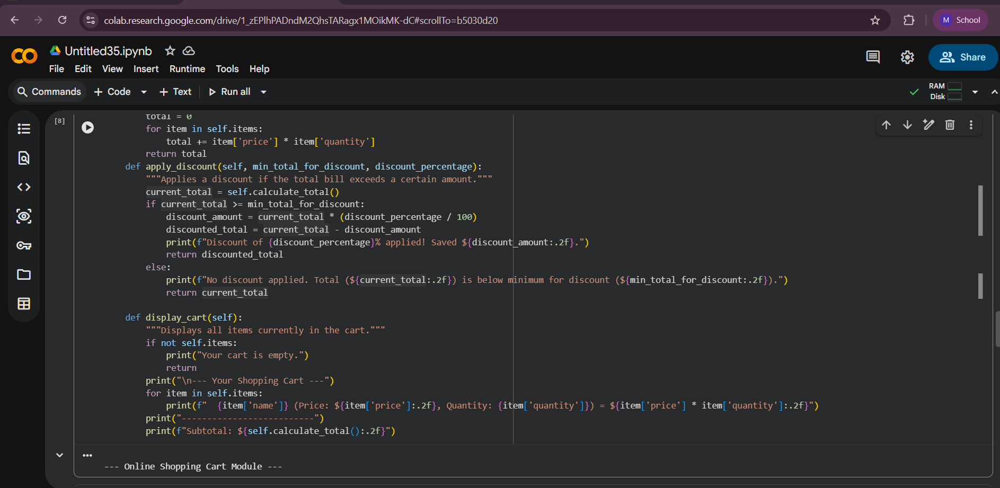 colab.research.google.com/drive/1_zEPlhPADndM2QhsTARagx1MOikMK-dC#scrollTo=b5030d20
M School
CO Untitled35.ipynb
File Edit View Insert Runtime Tools Help
Share
Commands + Code + Text Run all
RAM
Disk
[8]
total = 0
for item in self.items:
total += item['price'] * item['quantity']
return total
def apply_discount(self, min_total_for_discount, discount_percentage):
"""Applies a discount if the total bill exceeds a certain amount."""
current_total = self.calculate_total()
if current_total >= min_total_for_discount:
discount_amount = current_total * (discount_percentage / 100)
discounted_total = current_total - discount_amount
print(f"Discount of {discount_percentage}% applied! Saved ${discount_amount:.2f}.")
return discounted_total
else:
print(f"No discount applied. Total (${current_total:.2f}) is below minimum for discount (${min_total_for_discount:.2f}).")
return current_total
def display_cart(self):
"""Displays all items currently in the cart."""
if not self.items:
print("Your cart is empty.")
return
print("\n--- Your Shopping Cart ---")
for item in self.items:
print(f"  {item['name']} (Price: ${item['price']:.2f}, Quantity: {item['quantity']}) = ${item['price'] * item['quantity']:.2f}")
print("--------------------------")
print(f"Subtotal: ${self.calculate_total():.2f}")
--- Online Shopping Cart Module ---